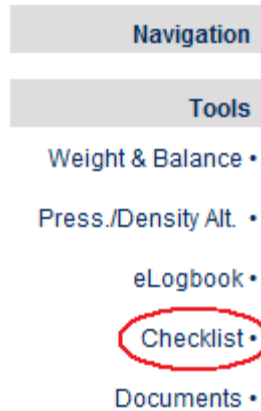 Navigation
Tools
Weight & Balance •
Press./Density Alt. •
eLogbook •
Checklist •
Documents •